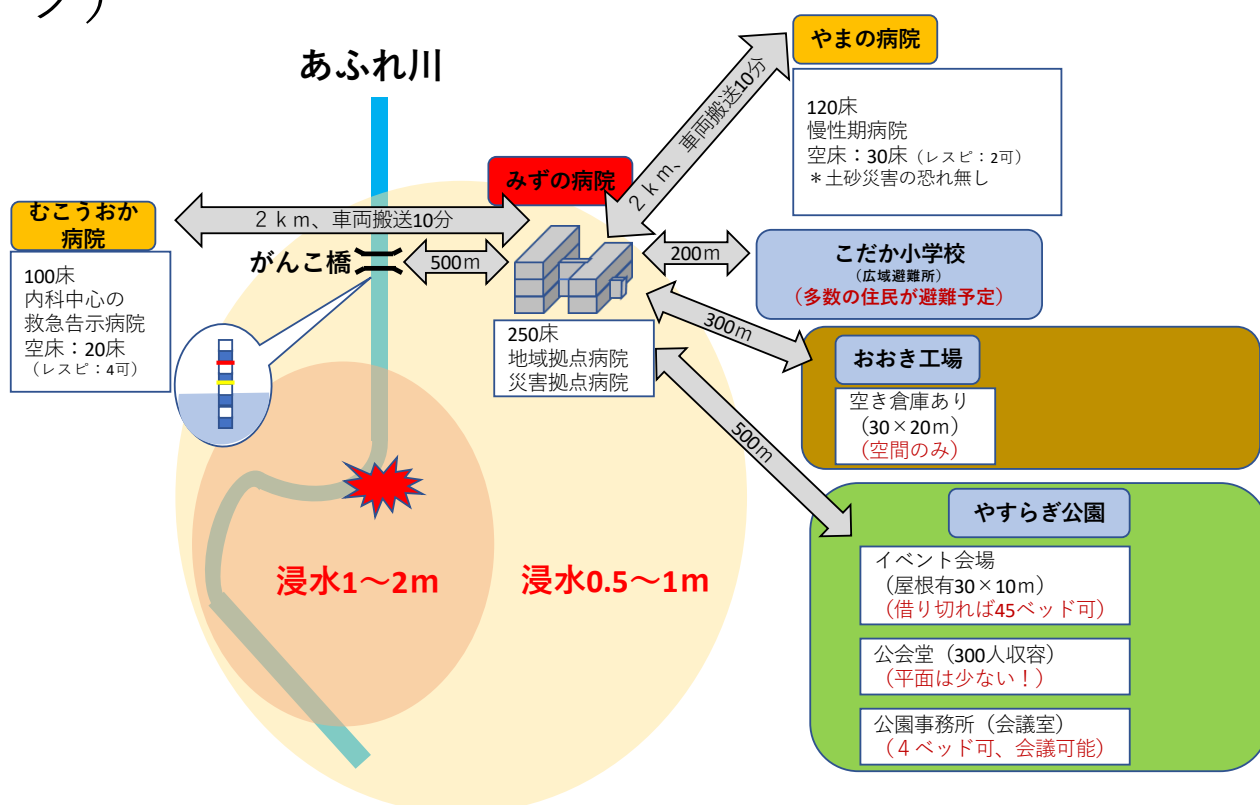 プ）
あふれ川
やまの病院
120床
慢性期病院
空床：30床（レスピ：2可）
＊土砂災害の恐れ無し
2ｋｍ、車両搬送10分
みずの病院
むこうおか
病院
２ｋｍ、車両搬送10分
100床
内科中心の
救急告示病院
空床：20床
（レスピ：4可）
がんこ橋
500ｍ
200ｍ
こだか小学校
（広域避難所）
（多数の住民が避難予定）
250床
地域拠点病院
災害拠点病院
300ｍ
おおき工場
空き倉庫あり
（30×20ｍ）
（空間のみ）
500ｍ
やすらぎ公園
イベント会場
（屋根有30×10ｍ）
（借り切れば45ベッド可）
公会堂（300人収容）
（平面は少ない！）
公園事務所（会議室）
（４ベッド可、会議可能）
浸水1～2m
浸水0.5～1m